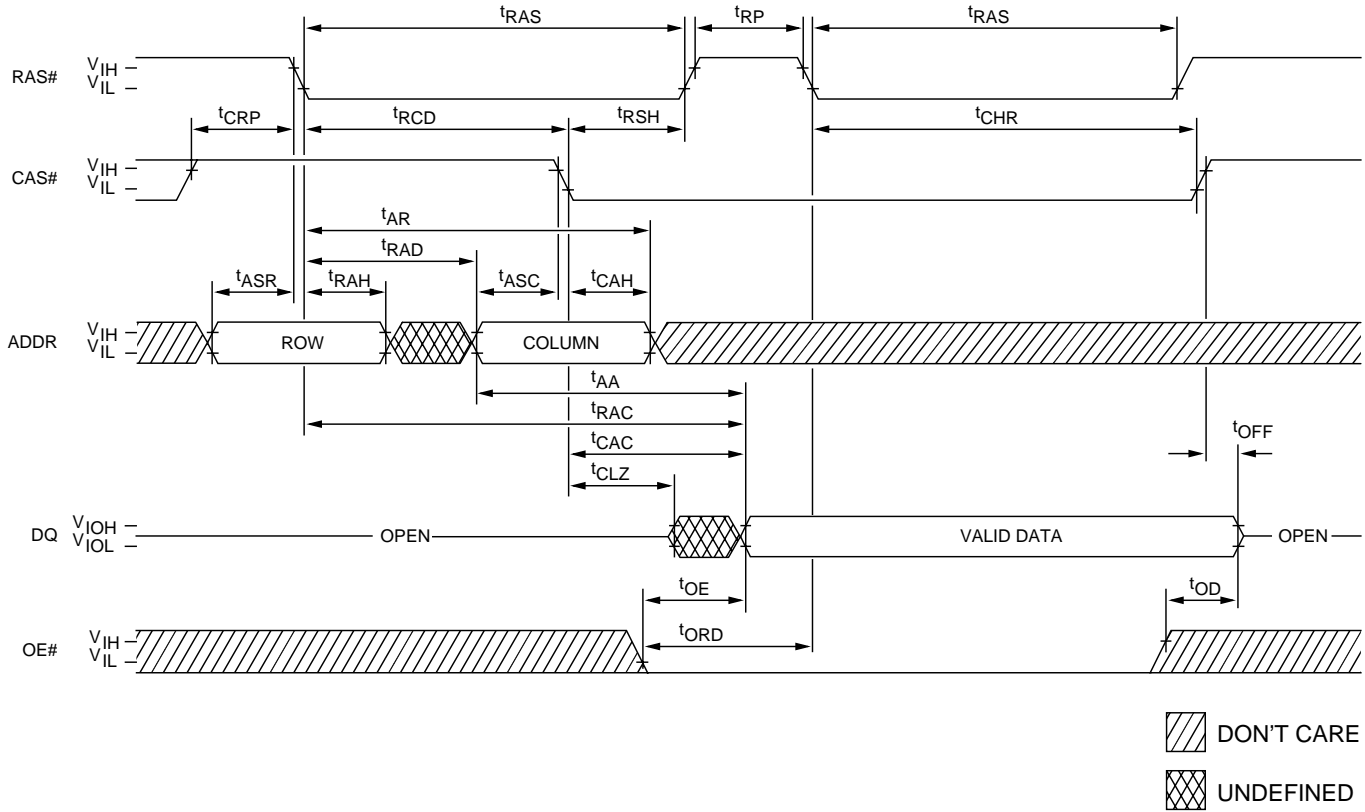 tRAS tRP tRAS
RAS# VIH
VIL
tCRP tRCD tRSH tCHR
CAS# VIH
VIL
tAR
tRAD
tASR tRAH tASC tCAH
ADDR VIH
VIL
ROW COLUMN
tAA
tRAC
tCAC
tOFF
tCLZ
DQ VIOH
VIOL
OPEN VALID DATA OPEN
tOE tOD
tORD
OE# VIH
VIL
DON'T CARE
UNDEFINED